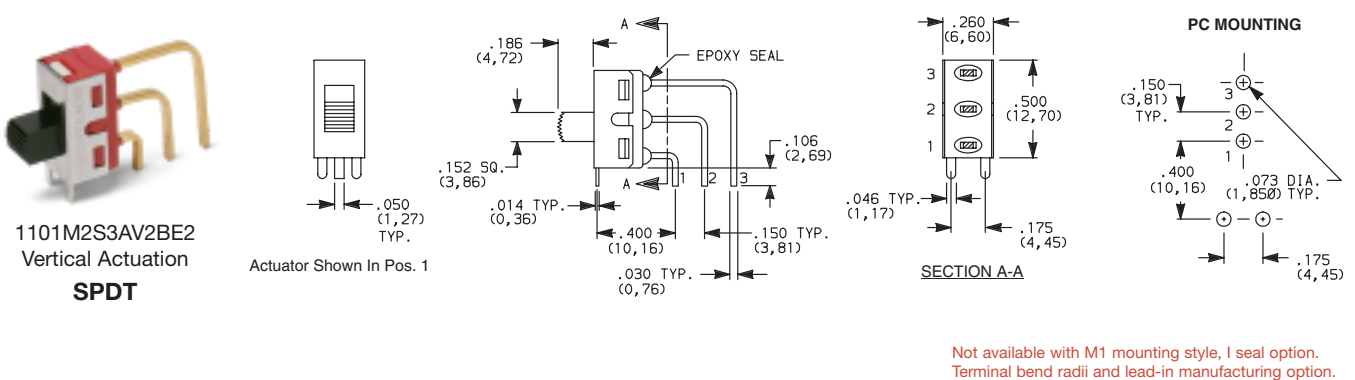 1101M2S3AV2BE2
Vertical Actuation
SPDT
.050
(1,27)
TYP.
Actuator Shown In Pos. 1
.186
(4,72)
A
EPOXY SEAL
.152 SQ.
(3,86)
.106
(2,69)
A
1
2
3
.014 TYP.
(0,36)
.400
(10,16)
.150 TYP.
(3,81)
.030 TYP.
(0,76)
.260
(6,60)
3
2
1
.500
(12,70)
.046 TYP.
(1,17)
.175
(4,45)
SECTION A-A
PC MOUNTING
.150
(3,81)
TYP.
3
2
1
.400
(10,16)
.073 DIA.
(1,850) TYP.
.175
(4,45)
Not available with M1 mounting style, I seal option.
Terminal bend radii and lead-in manufacturing option.